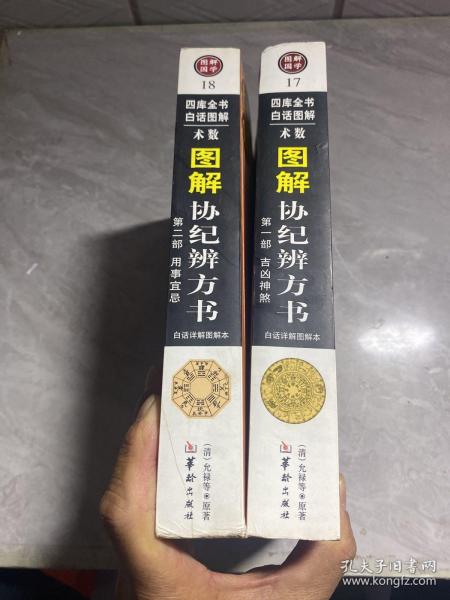 图解
国学
18
四库全书
白话图解
术数
图解
协纪辨方书
第二部 用事宜忌
白话详解图解本
(清)允禄等 原著
华龄出版社
图解
国学
17
四库全书
白话图解
术数
图解
协纪辨方书
第一部 吉凶神煞
白话详解图解本
(清)允禄等 原著
华龄出版社
孔夫子旧书网
book.kongfz.com